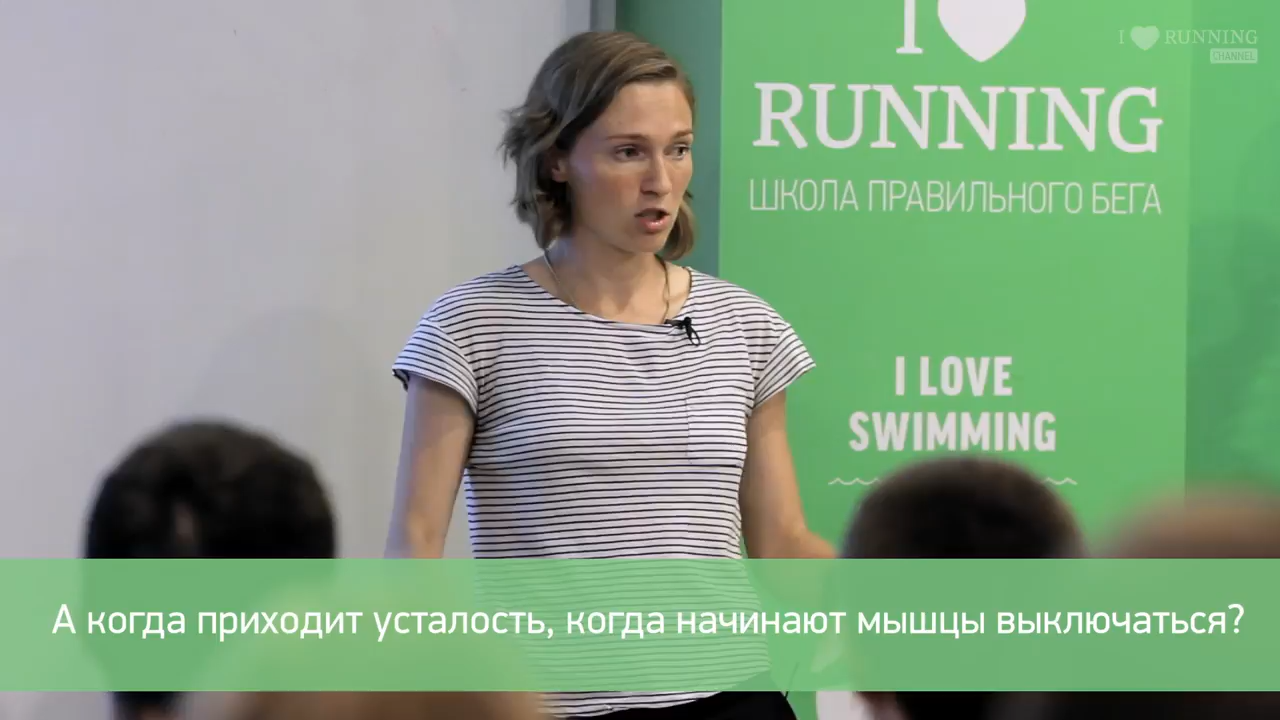 I
RUNNING
ШКОЛА ПРАВИЛЬНОГО БЕГА
I LOVE
SWIMMING
I RUNNING
CHANNEL
А когда приходит усталость, когда начинают мышцы выключаться?